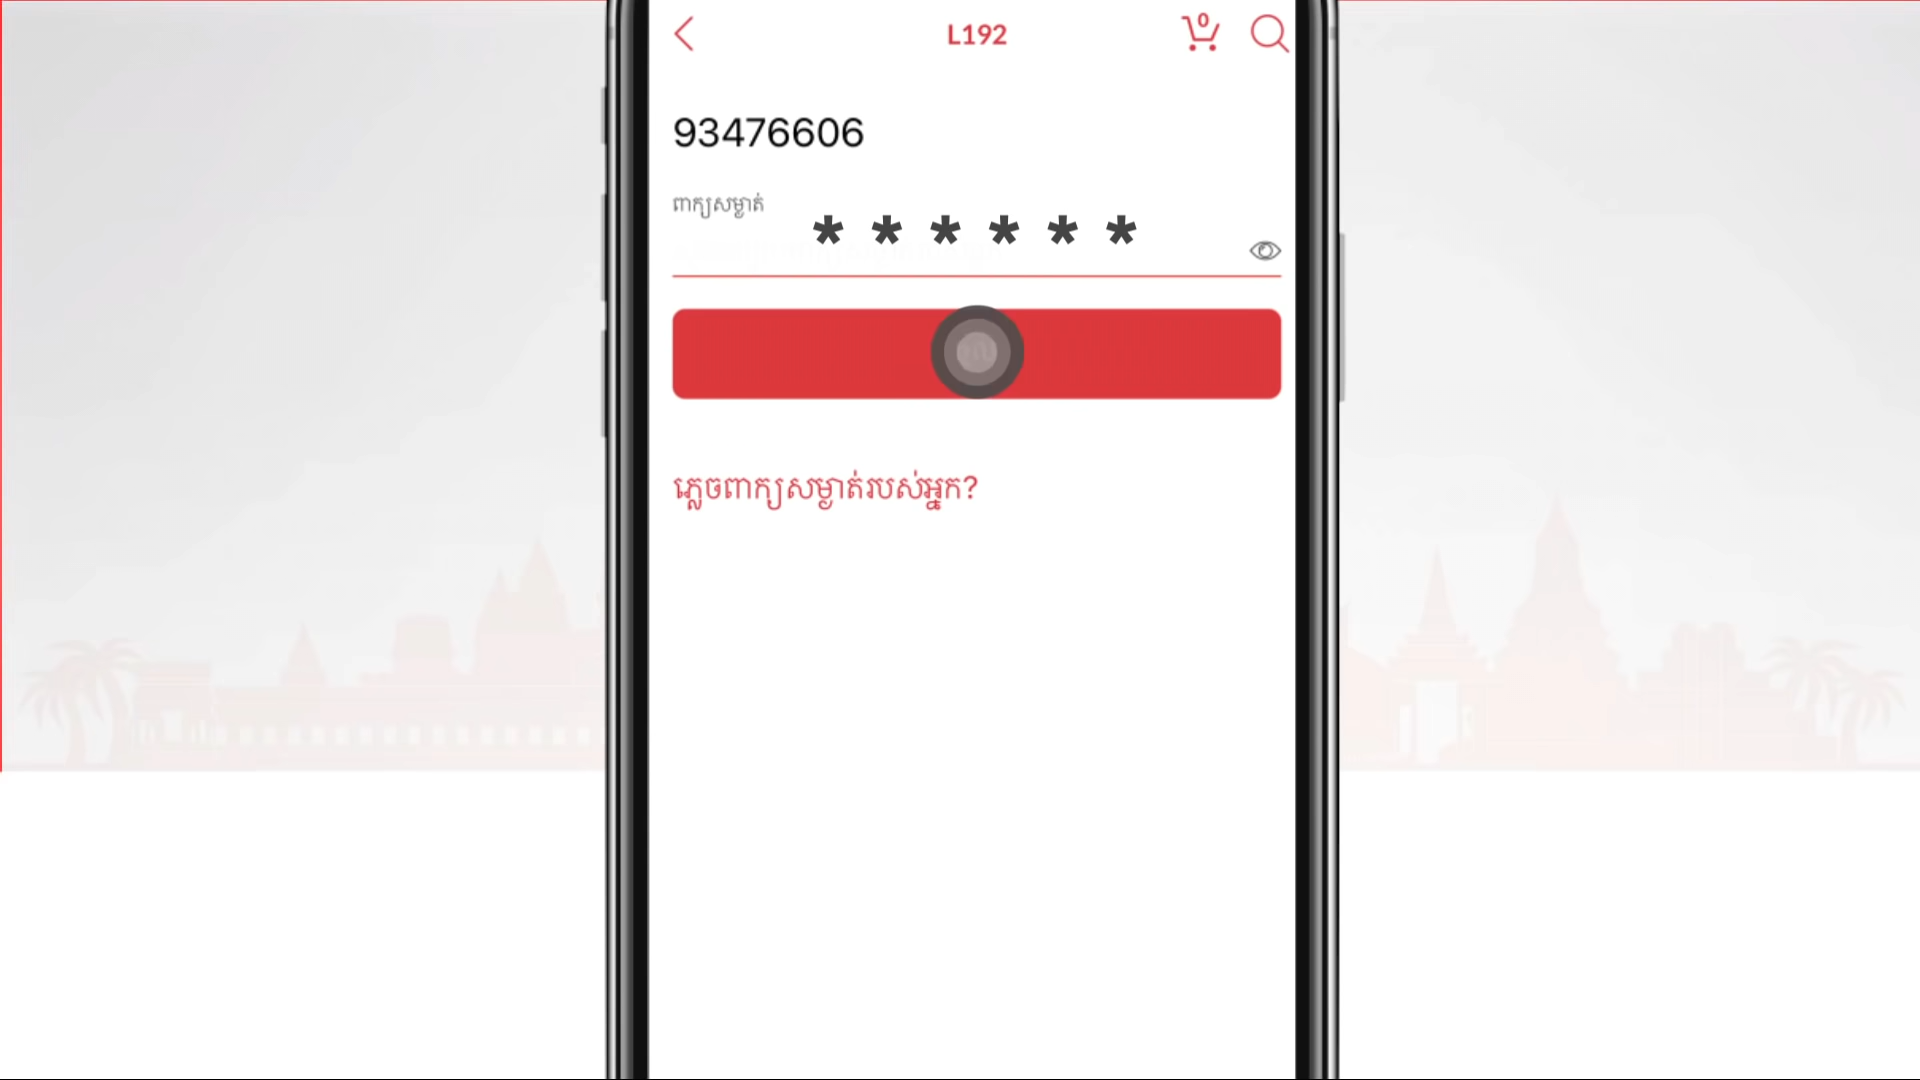 L192
0
93476606
ពាក្យសម្ងាត់
* * * * * *
ភ្លេចពាក្យសម្ងាត់របស់អ្នក?